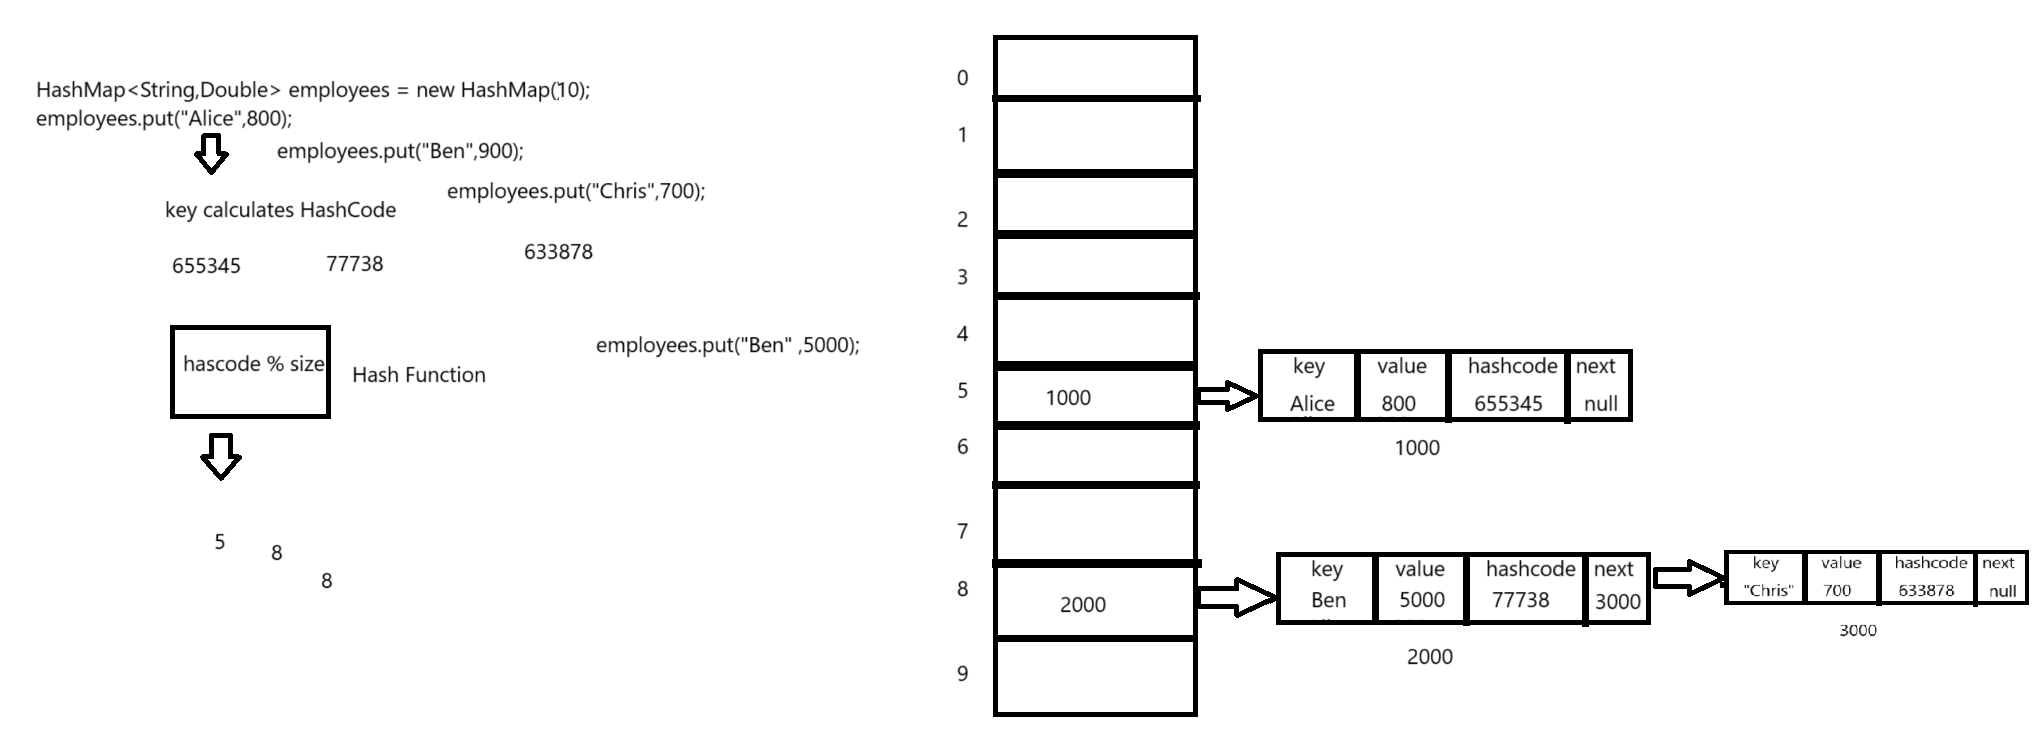 HashMap<String,Double> employees = new HashMap(10);
employees.put("Alice",800);
employees.put("Ben",900);
employees.put("Chris",700);
key calculates HashCode
655345 77738 633878
hascode % size
Hash Function
employees.put("Ben" ,5000);
5
8
8
0
1
2
3
4
5 1000
6
7
8 2000
9
key value hashcode next
Alice 800 655345 null
1000
key value hashcode next
Ben 5000 77738 3000
2000
key value hashcode next
"Chris" 700 633878 null
3000